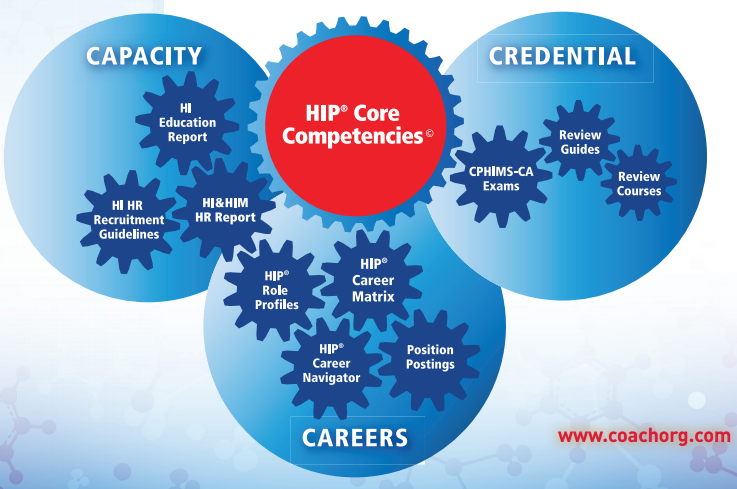 CAPACITY
HI
Education
Report
HI HR
Recruitment
Guidelines
HI&HIM
HR Report
HIP® Core
Competencies©
CREDENTIAL
CPHIMS-CA
Exams
Review
Guides
Review
Courses
HIP®
Role
Profiles
HIP®
Career
Matrix
HIP®
Career
Navigator
Position
Postings
CAREERS
www.coachorg.com